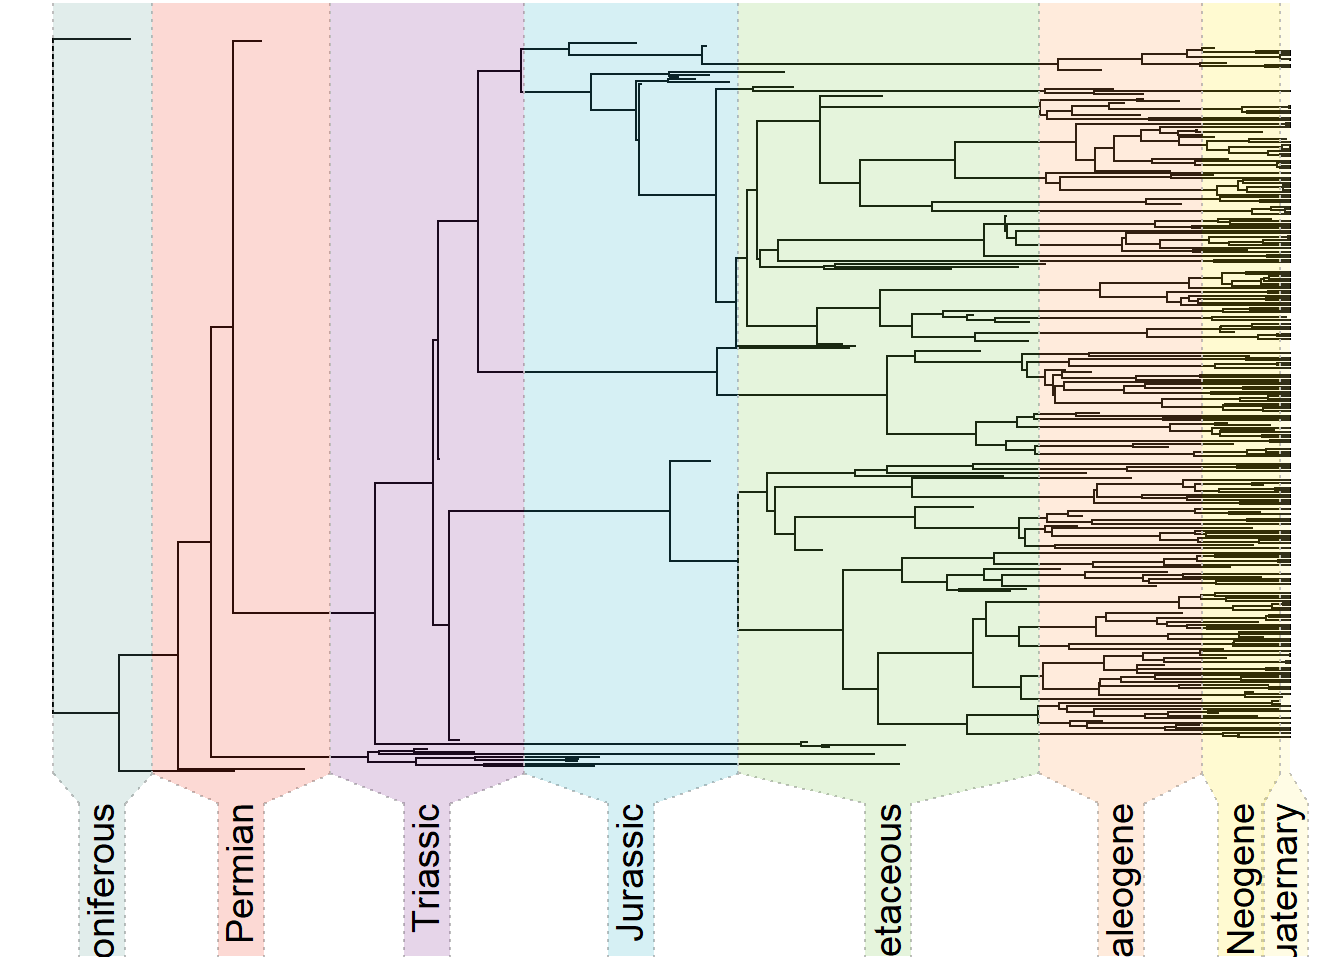 oniferous
Permian
Triassic
Jurassic
etaceous
aleogene
Neogene
uaternary